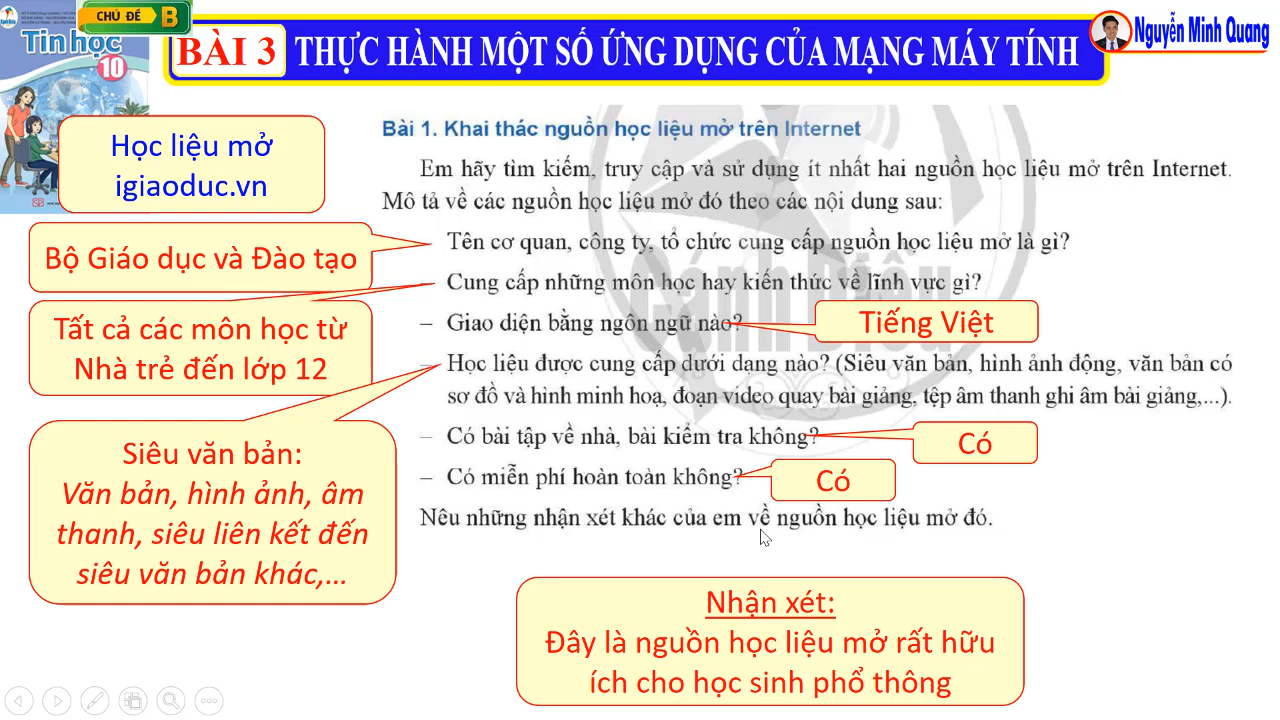 CHỦ ĐỀ B
Tin học
10
BÀI 3 THỰC HÀNH MỘT SỐ ỨNG DỤNG CỦA MẠNG MÁY TÍNH
Nguyễn Minh Quang
Học liệu mở
igiaoduc.vn
Bài 1. Khai thác nguồn học liệu mở trên Internet
Em hãy tìm kiếm, truy cập và sử dụng ít nhất hai nguồn học liệu mở trên Internet.
Mô tả về các nguồn học liệu mở đó theo các nội dung sau:
Tên cơ quan, công ty, tổ chức cung cấp nguồn học liệu mở là gì?
Bộ Giáo dục và Đào tạo
Cung cấp những môn học hay kiến thức về lĩnh vực gì?
Tất cả các môn học từ
Nhà trẻ đến lớp 12
– Giao diện bằng ngôn ngữ nào?
Tiếng Việt
Học liệu được cung cấp dưới dạng nào? (Siêu văn bản, hình ảnh động, văn bản có
sơ đồ và hình minh hoạ, đoạn video quay bài giảng, tệp âm thanh ghi âm bài giảng,...).
Siêu văn bản:
Văn bản, hình ảnh, âm
thanh, siêu liên kết đến
siêu văn bản khác,...
– Có bài tập về nhà, bài kiểm tra không?
Có
– Có miễn phí hoàn toàn không?
Có
Nêu những nhận xét khác của em về nguồn học liệu mở đó.
Nhận xét:
Đây là nguồn học liệu mở rất hữu
ích cho học sinh phổ thông
Cánh Diều